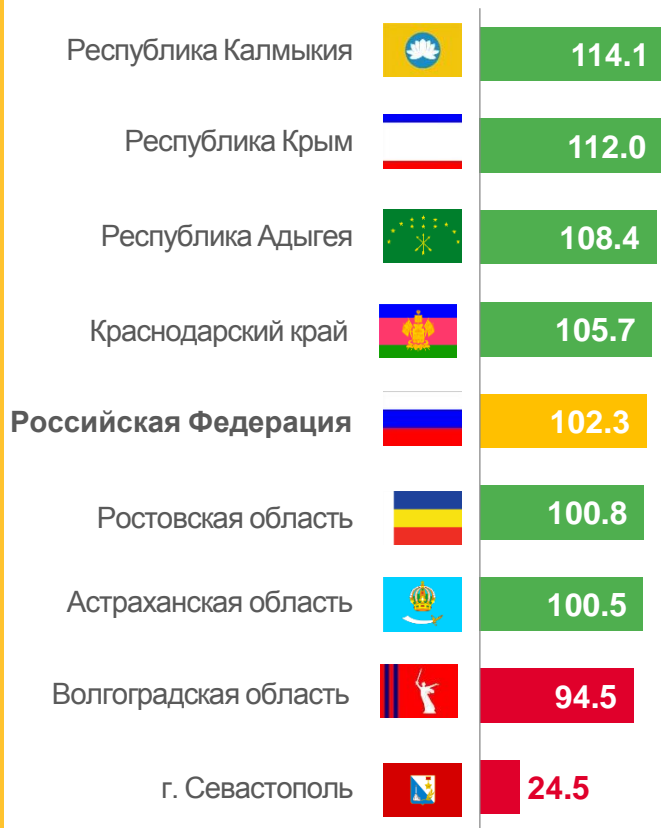 Республика Калмыкия 114.1
Республика Крым 112.0
Республика Адыгея 108.4
Краснодарский край 105.7
Российская Федерация 102.3
Ростовская область 100.8
Астраханская область 100.5
Волгоградская область 94.5
г. Севастополь 24.5